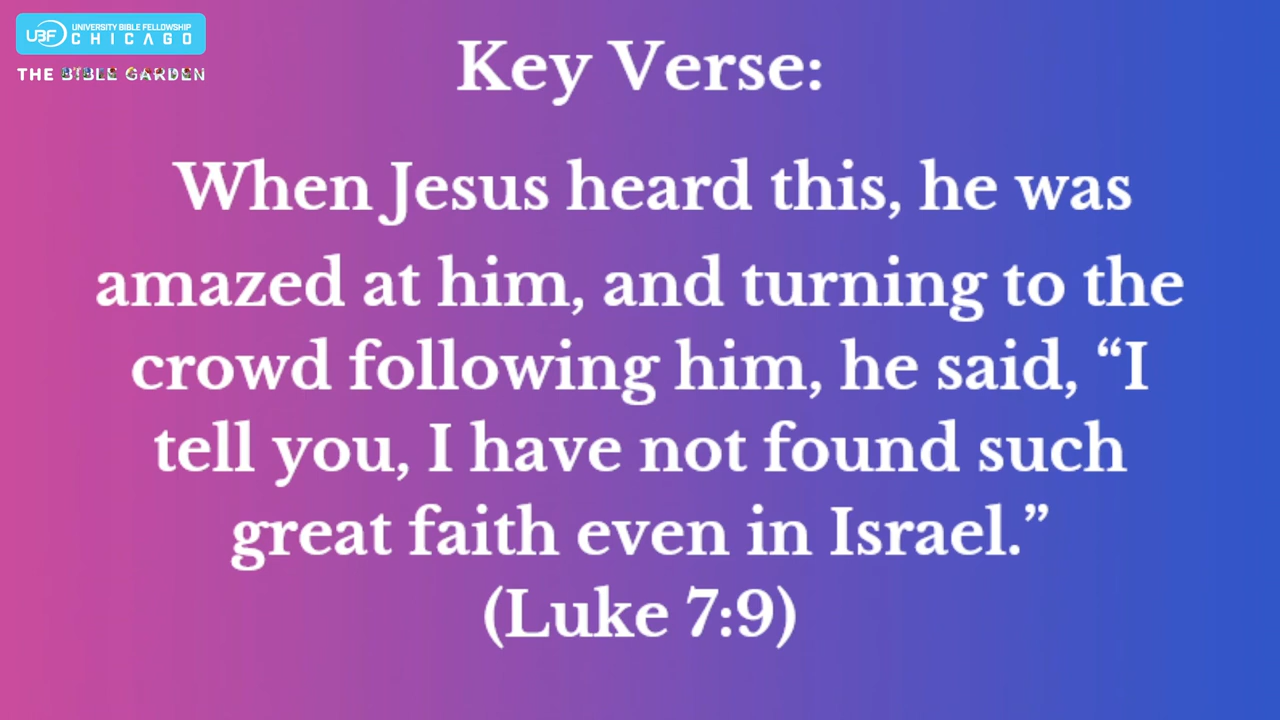 UBF UNIVERSITY BIBLE FELLOWSHIP
CHICAGO
THE BIBLE GARDEN
Key Verse:
When Jesus heard this, he was
amazed at him, and turning to the
crowd following him, he said, “I
tell you, I have not found such
great faith even in Israel.”
(Luke 7:9)